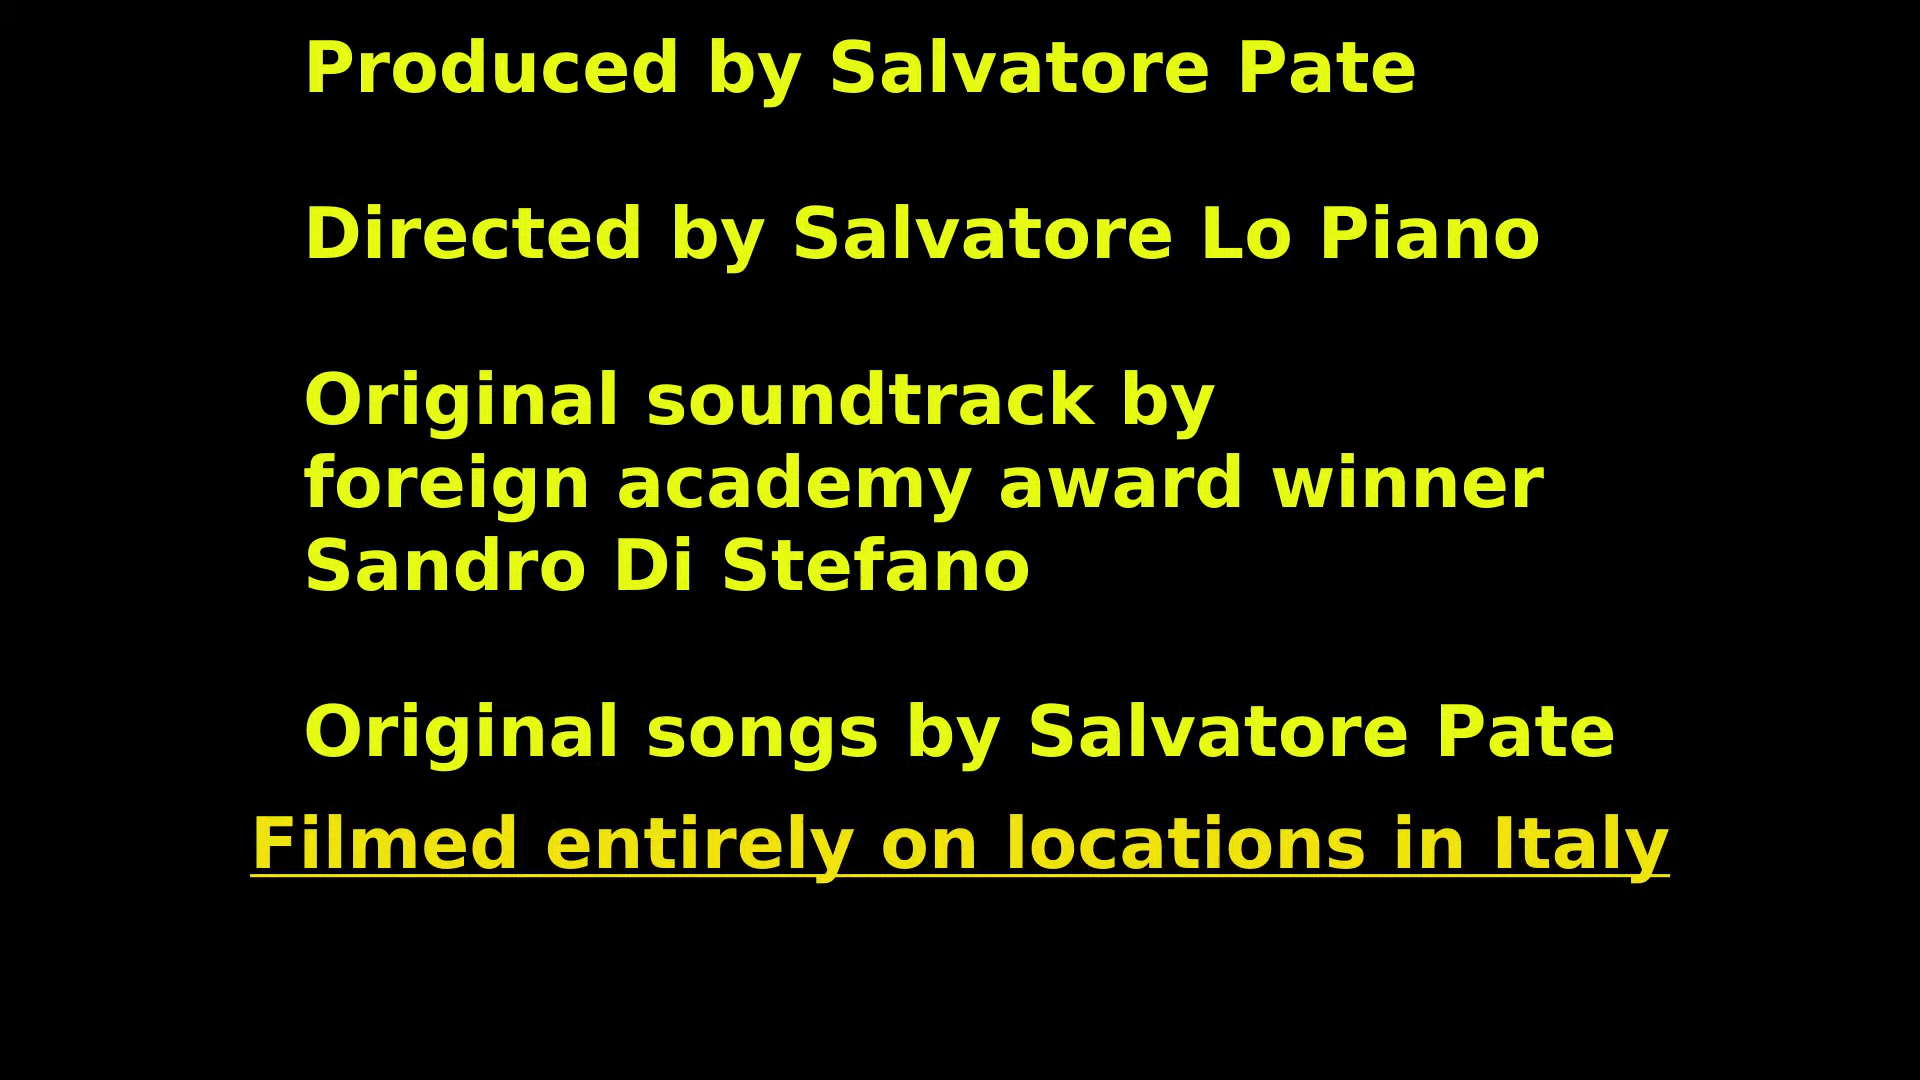 Produced by Salvatore Pate
Directed by Salvatore Lo Piano
Original soundtrack by
foreign academy award winner
Sandro Di Stefano
Original songs by Salvatore Pate
Filmed entirely on locations in Italy